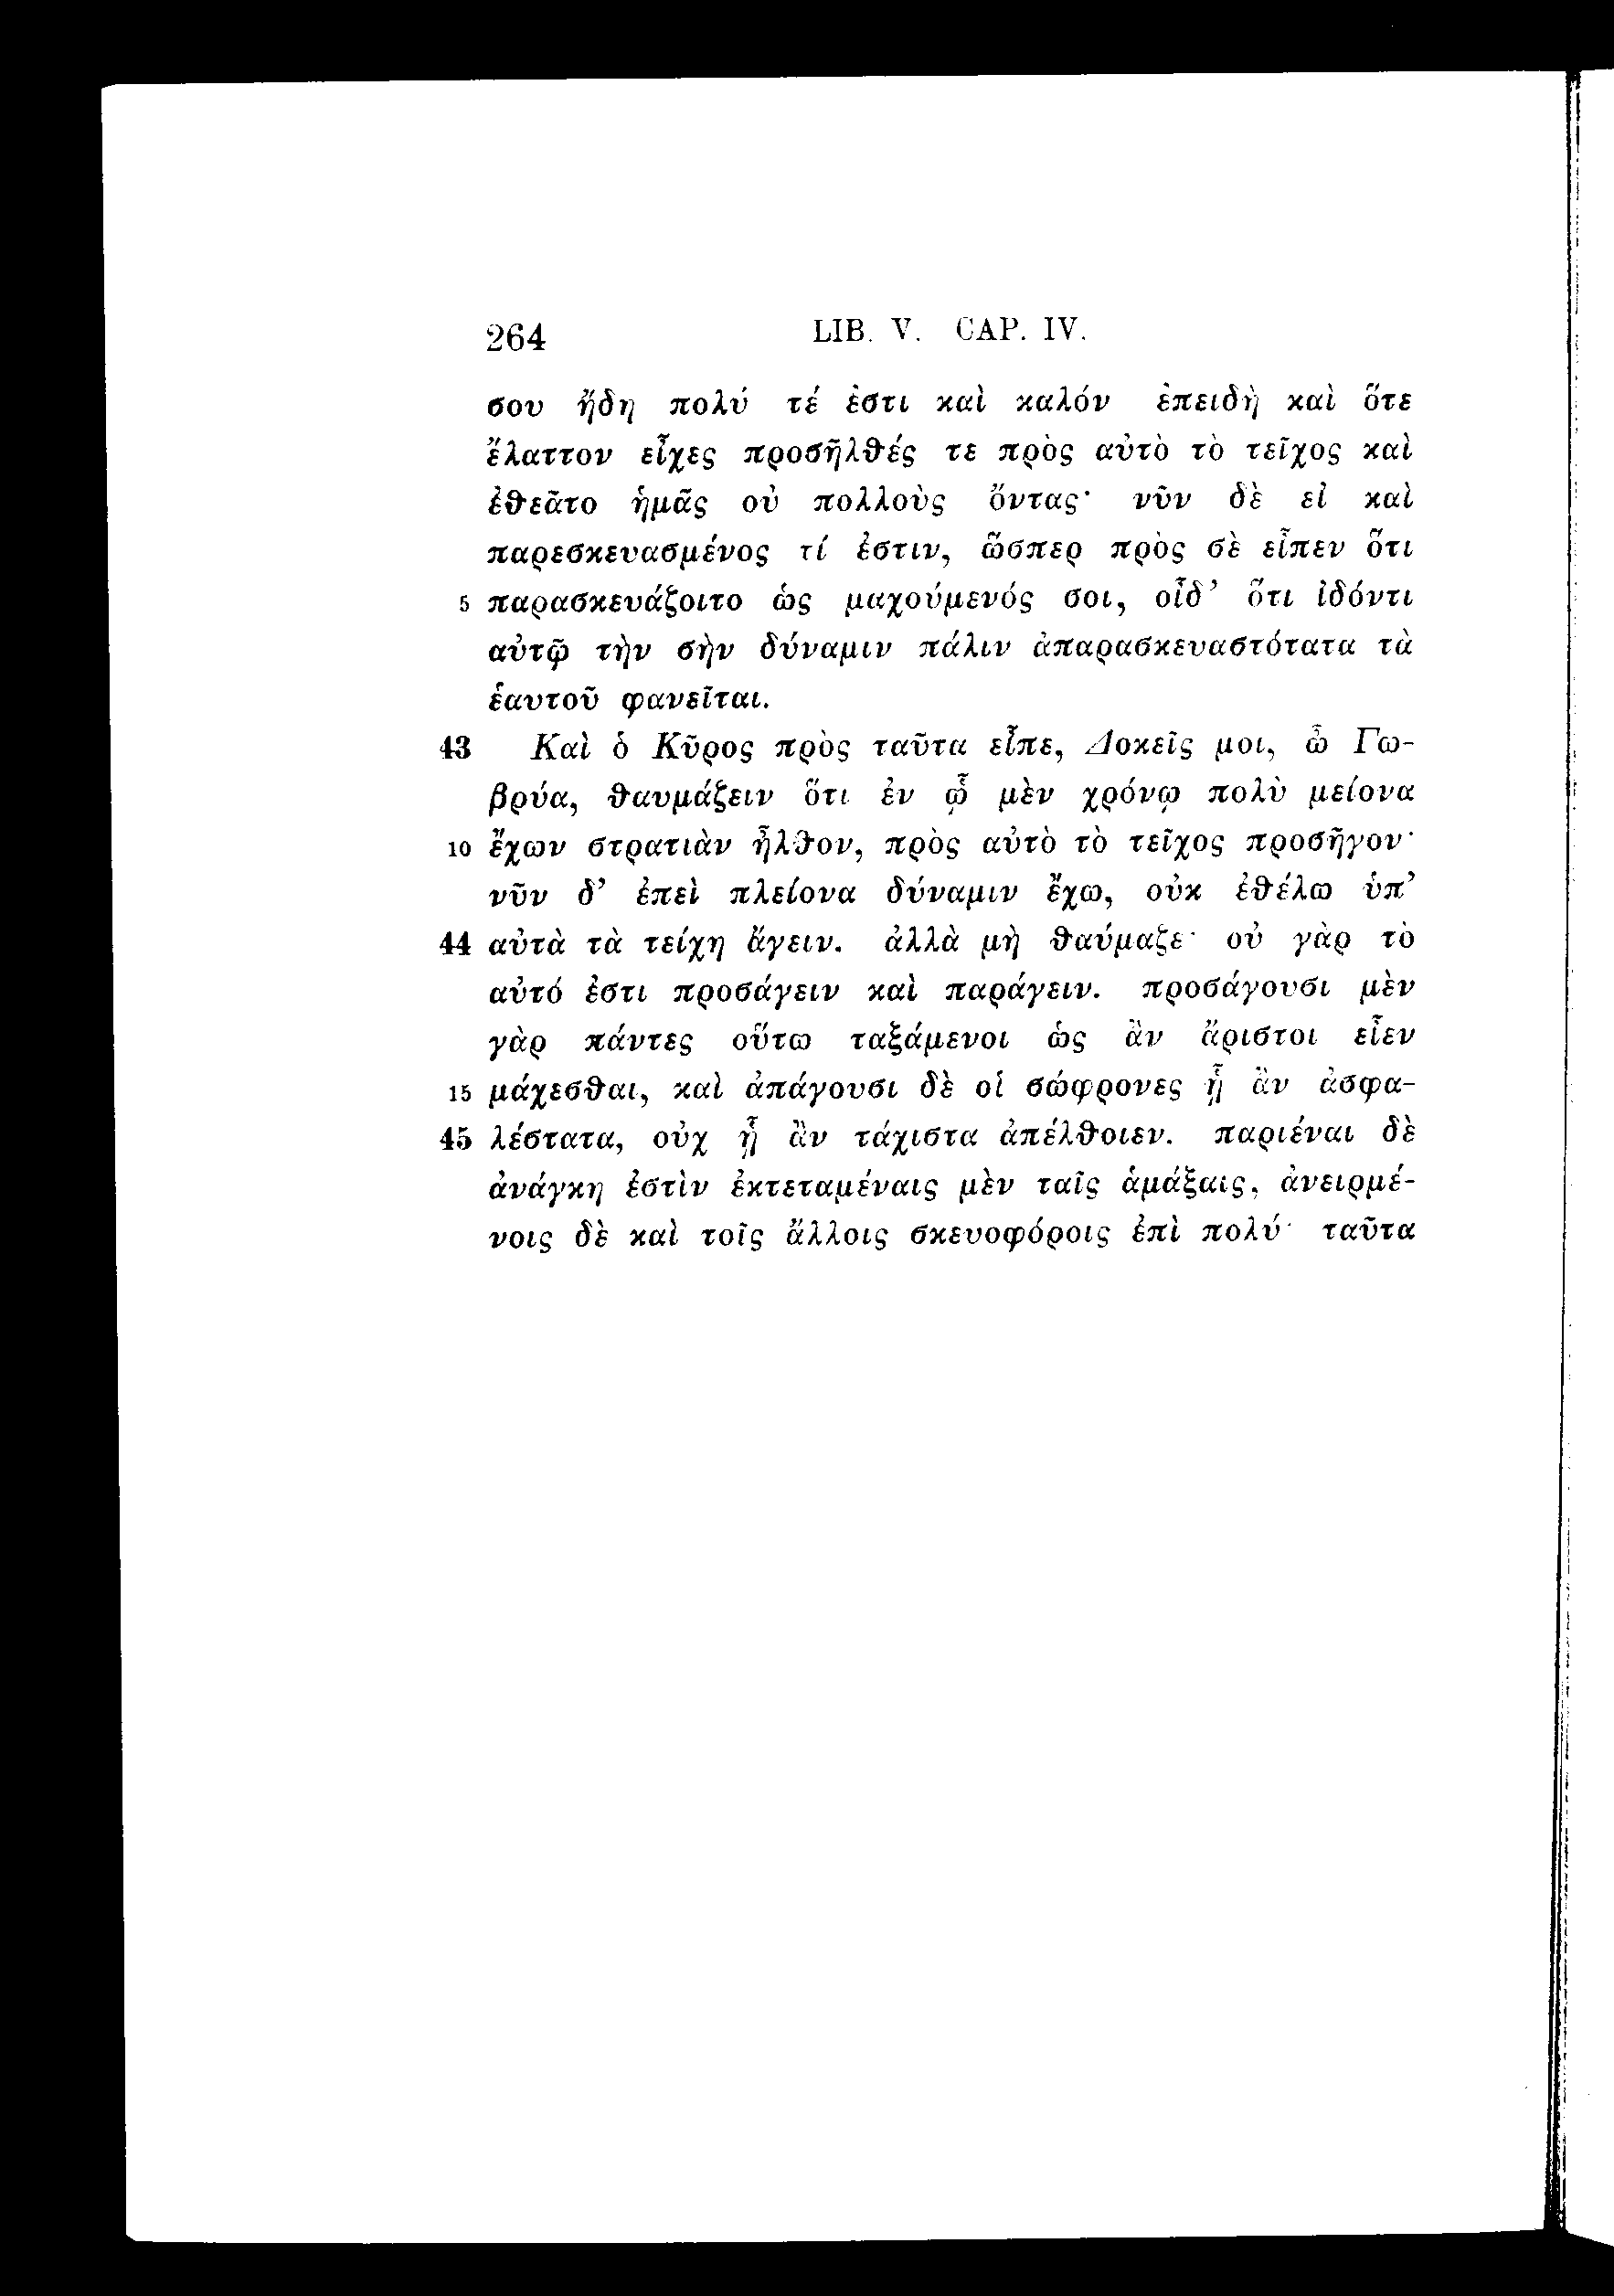 264 LIB. V. CAP. IV.
σου ἤδη πολύ τέ ἐστι καὶ καλόν ἐπειδὴ καὶ ὅτε
ἔλαττον εἶχες προσῆλθές τε πρὸς αὐτὸ τὸ τεῖχος καὶ
ἐθεᾶτο ἡμᾶς οὐ πολλοὺς ὄντας· νῦν δὲ εἰ καὶ
παρεσκευασμένος τί ἐστιν, ὥσπερ πρὸς σὲ εἶπεν ὅτι
5 παρασκευάζοιτο ὡς μαχούμενός σοι, οἶδ’ ὅτι ἰδόντι
αὐτῷ τὴν σὴν δύναμιν πάλιν ἀπαρασκευαστότατα τὰ
ἑαυτοῦ φανεῖται.
43 Καὶ ὁ Κῦρος πρὸς ταῦτα εἶπε, Δοκεῖς μοι, ὦ Γω-
βρύα, θαυμάζειν ὅτι ἐν ᾧ μὲν χρόνῳ πολὺ μείονα
10 ἔχων στρατιὰν ἦλθον, πρὸς αὐτὸ τὸ τεῖχος προσῆγον·
νῦν δ’ ἐπεὶ πλείονα δύναμιν ἔχω, οὐκ ἐθέλω ὑπ’
44 αὐτὰ τὰ τείχη ἄγειν. ἀλλὰ μὴ θαύμαζε· οὐ γὰρ τὸ
αὐτό ἐστι προσάγειν καὶ παράγειν. προσάγουσι μὲν
γὰρ πάντες οὕτω ταξάμενοι ὡς ἂν ἄριστοι εἶεν
15 μάχεσθαι, καὶ ἀπάγουσι δὲ οἱ σώφρονες ᾗ ἂν ἀσφα-
45 λέστατα, οὐχ ᾗ ἂν τάχιστα ἀπέλθοιεν. παριέναι δὲ
ἀνάγκη ἐστὶν ἐκτεταμέναις μὲν ταῖς ἁμάξαις, ἀνειρμέ-
νοις δὲ καὶ τοῖς ἄλλοις σκευοφόροις ἐπὶ πολύ· ταῦτα